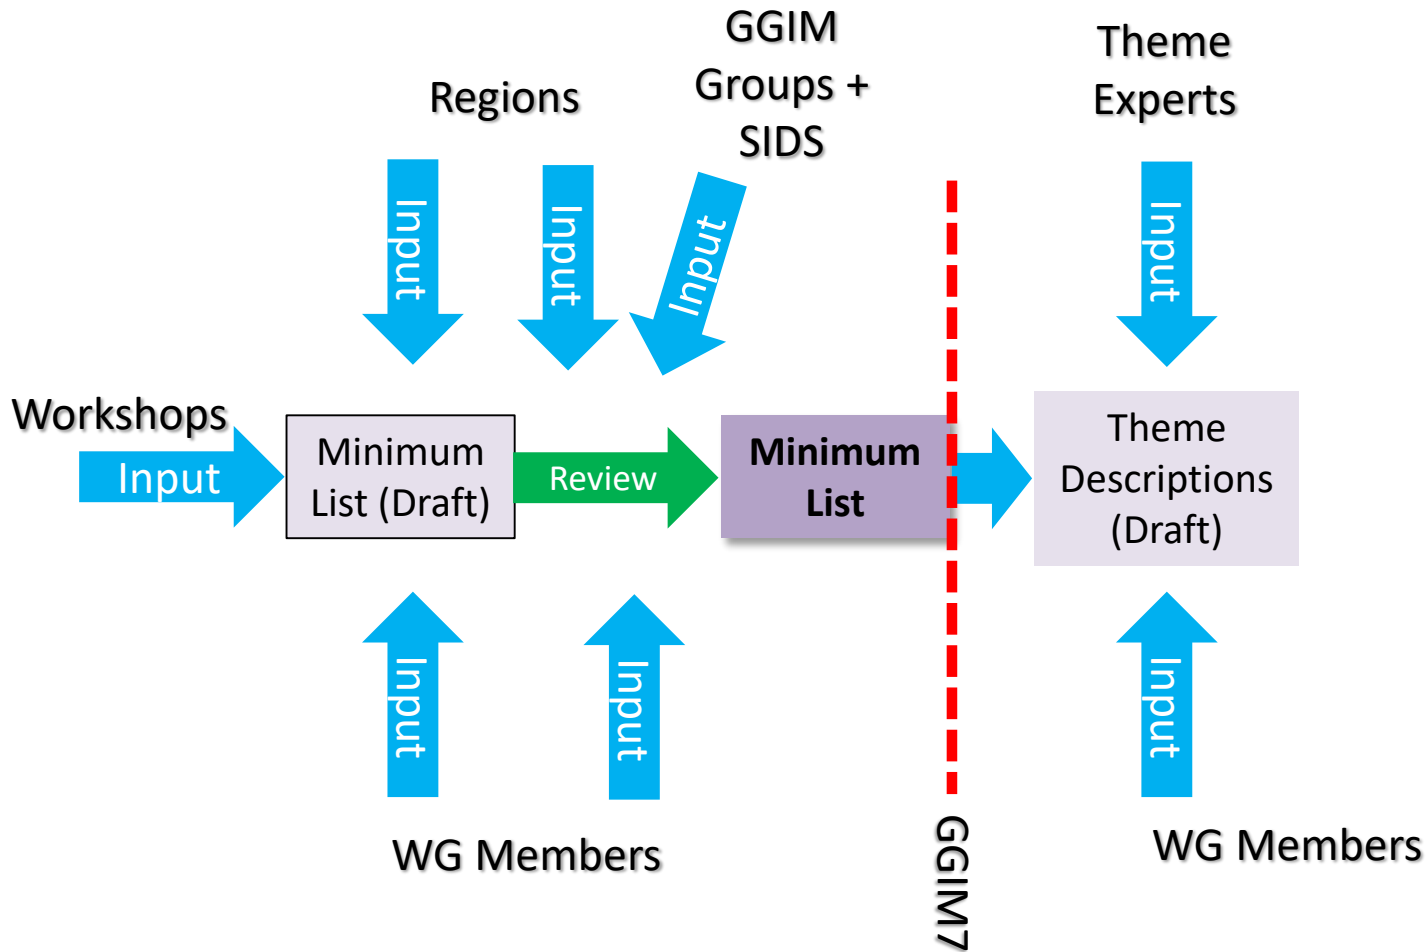 GGIM
Groups +
SIDS
Theme
Experts
Regions
Input
Input
Input
Input
Workshops
Input
Minimum
List (Draft)
Review
Minimum
List
Theme
Descriptions
(Draft)
Input
Input
Input
WG Members
GGIM7
WG Members